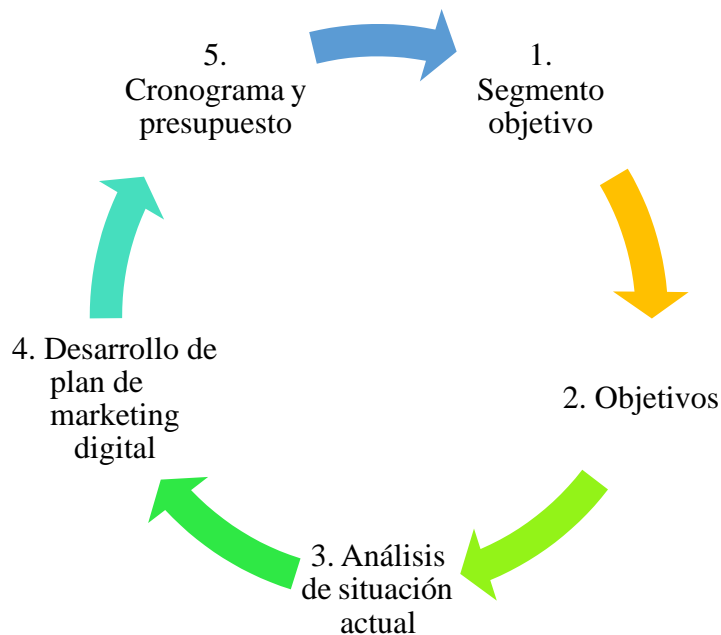 1.
Segmento
objetivo
2. Objetivos
3. Análisis
de situación
actual
4. Desarrollo de
plan de
marketing
digital
5.
Cronograma y
presupuesto